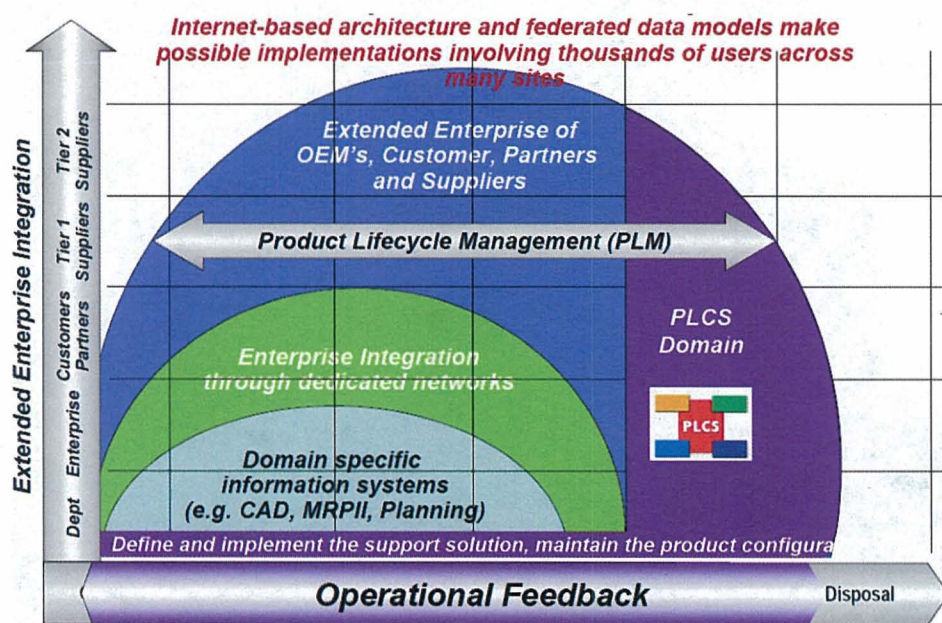 Internet-based architecture and federated data models make
possible implementations involving thousands of users across
many sites
Extended Enterprise of
OEM's, Customer, Partners
and Suppliers
Product Lifecycle Management (PLM)
PLCS
Domain
PLCS
Enterprise Integration
through dedicated networks
Domain specific
information systems
(e.g. CAD, MRPII, Planning)
Define and implement the support solution, maintain the product configura
Operational Feedback
Disposal
Extended Enterprise Integration
Dept
Enterprise
Customers
Partners
Tier 1
Suppliers
Tier 2
Suppliers